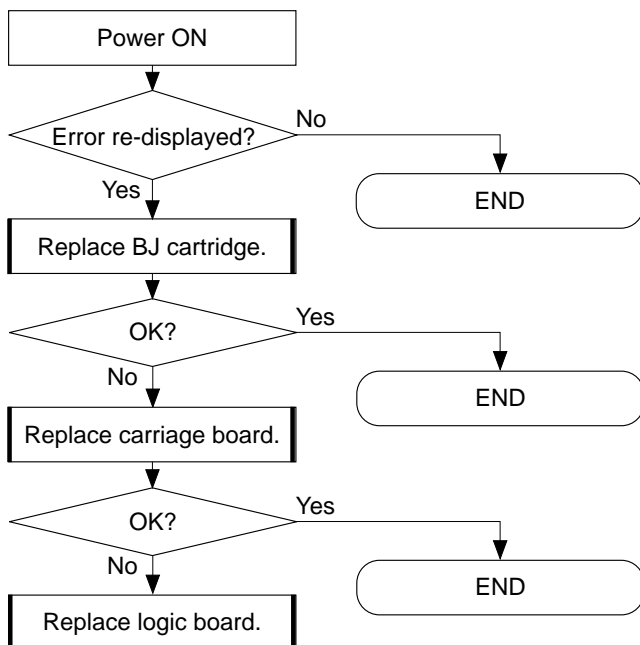 Power ON
Error re-displayed?
No
Yes
END
Replace BJ cartridge.
OK?
Yes
No
END
Replace carriage board.
OK?
Yes
No
END
Replace logic board.